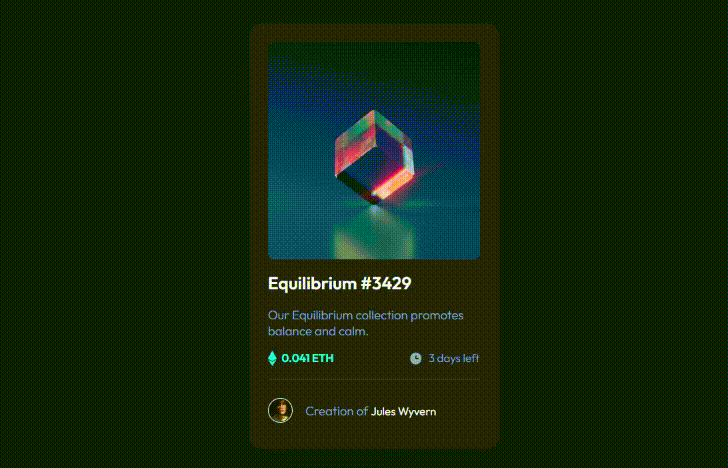 Equilibrium #3429
Our Equilibrium collection promotes
balance and calm.
0.041 ETH
3 days left
Creation of Jules Wyvern